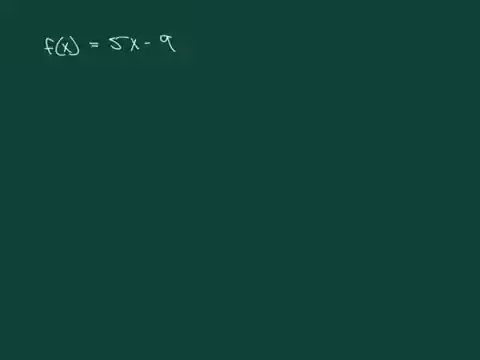 f(x) = 5x - 9